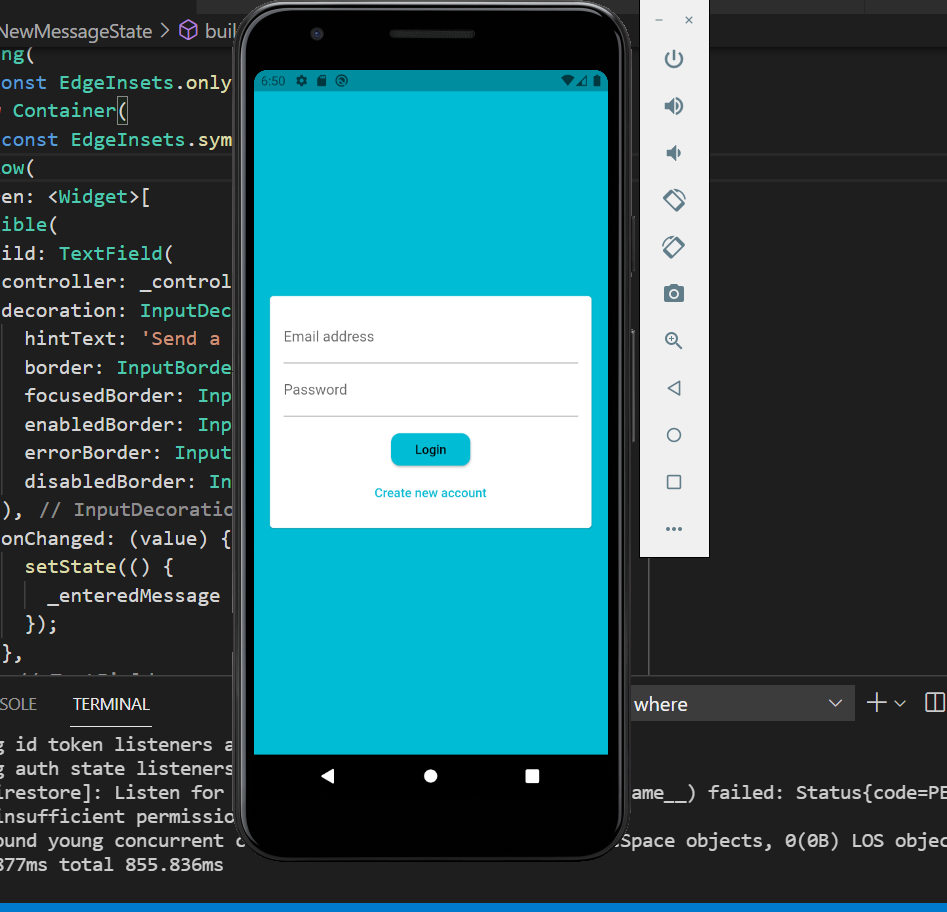 NewMessageState > buil
ng(
onst EdgeInsets.only
Container(
const EdgeInsets.sym
ow(
en: <Widget>[
ible(
ild: TextField(
controller: _control
decoration: InputDec
hintText: 'Send a
border: InputBorde
focusedBorder: Inp
enabledBorder: Inp
errorBorder: Input
disabledBorder: In
), // InputDecoratio
onChanged: (value) {
setState(() {
_enteredMessage
});
},
6:50
Email address
Password
Login
Create new account
SOLE TERMINAL
where
g id token listeners a
g auth state listeners
irestore]: Listen for ame__) failed: Status{code=PE
insufficient permissio
ound young concurrent c Space objects, 0(0B) LOS objec
877ms total 855.836ms